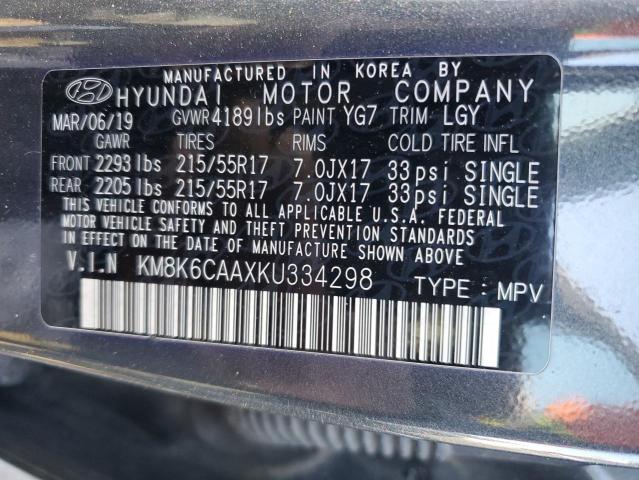 MANUFACTURED IN KOREA BY
HYUNDAI MOTOR COMPANY
MAR/06/19 GVWR 4189lbs PAINT YG7 TRIM LGY
GAWR TIRES RIMS COLD TIRE INFL
FRONT 2293lbs 215/55R17 7.0JX17 33psi SINGLE
REAR 2205lbs 215/55R17 7.0JX17 33psi SINGLE
THIS VEHICLE CONFORMS TO ALL APPLICABLE U.S.A. FEDERAL
MOTOR VEHICLE SAFETY AND THEFT PREVENTION STANDARDS
IN EFFECT ON THE DATE OF MANUFACTURE SHOWN ABOVE
V.I.N KM8K6CAAXKU334298 TYPE : MPV